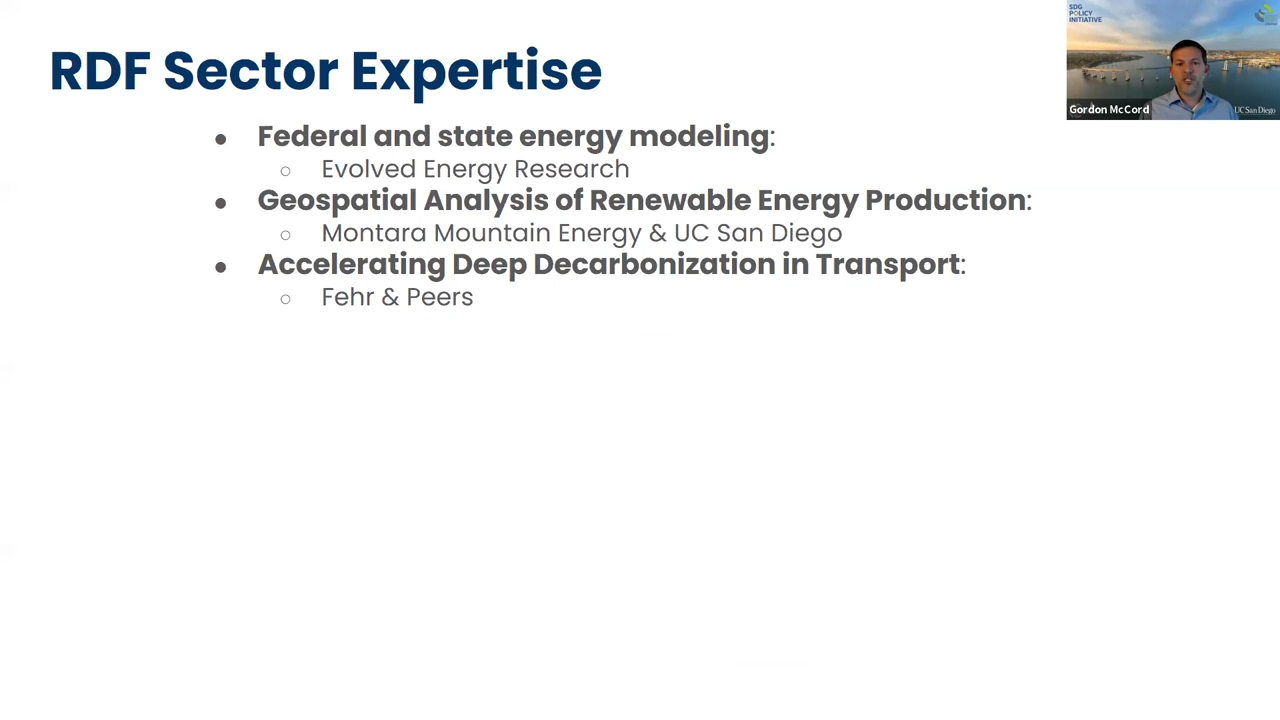 RDF Sector Expertise
SDG
POLICY
INITIATIVE
Gordon McCord
UC San Diego
● Federal and state energy modeling:
○ Evolved Energy Research
● Geospatial Analysis of Renewable Energy Production:
○ Montara Mountain Energy & UC San Diego
● Accelerating Deep Decarbonization in Transport:
○ Fehr & Peers